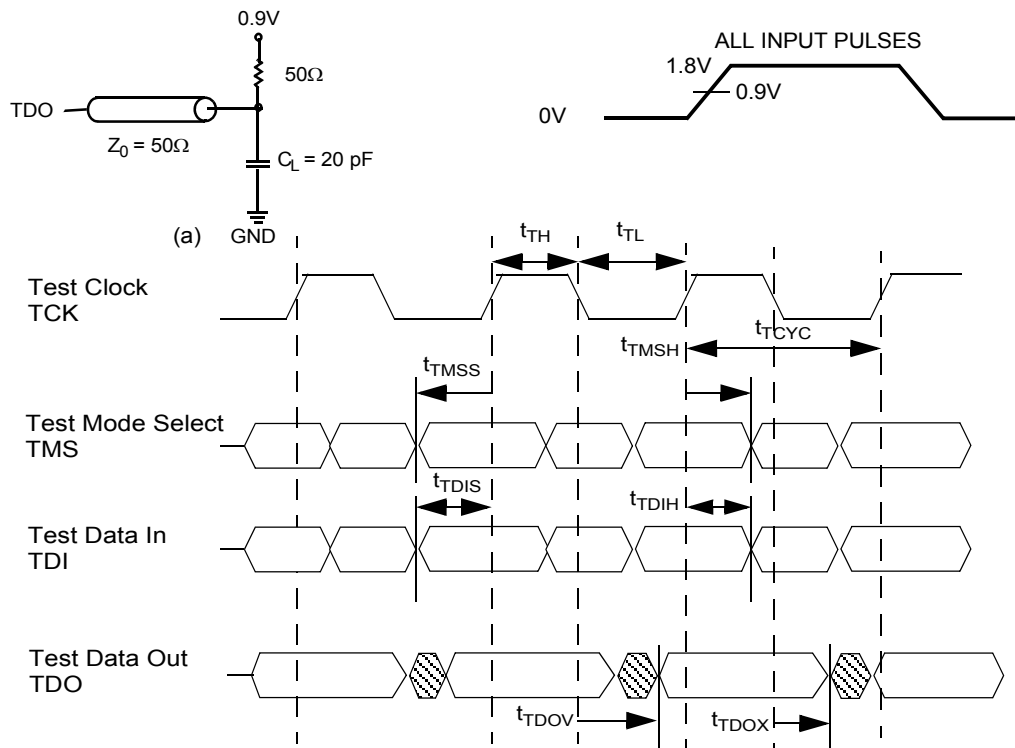 0.9V
ALL INPUT PULSES
50Ω
1.8V
0.9V
TDO
0V
Z0 = 50Ω
CL = 20 pF
(a)
GND
tTH
tTL
Test Clock
TCK
tTMSH
tTCYC
tTMSS
Test Mode Select
TMS
tTDIS
tTDIH
Test Data In
TDI
Test Data Out
TDO
tTDOV
tTDOX